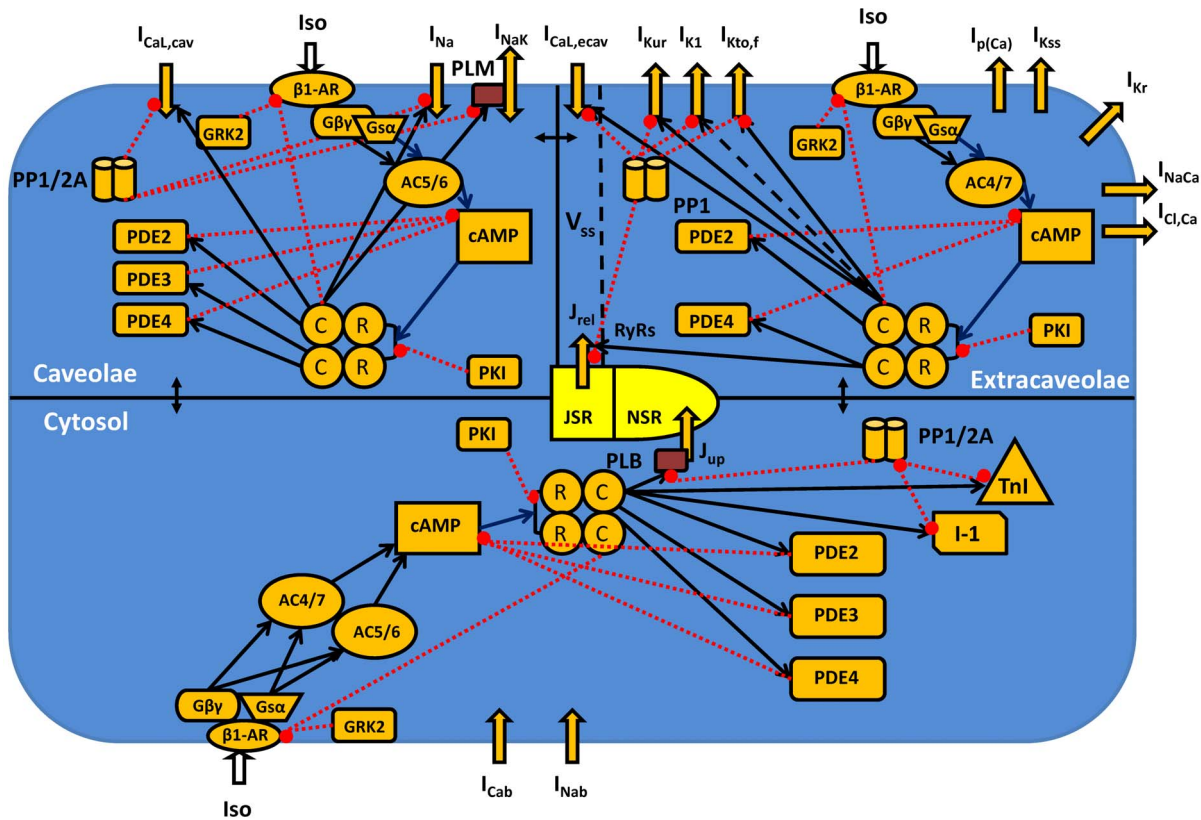 Iso
Iso
I_CaL,cav
I_Na
I_NaK
I_CaL,ecav
I_Kur
I_K1
I_Kto,f
I_p(Ca)
I_Kss
I_Kr
I_NaCa
I_Cl,Ca
PLM
β1-AR
GRK2
Gβγ
Gsα
PP1/2A
AC5/6
cAMP
PDE2
PDE3
PDE4
C
R
C
R
PKI
Caveolae
V_ss
J_rel
RyRs
PP1
β1-AR
GRK2
Gβγ
Gsα
AC4/7
cAMP
PDE2
PDE4
C
R
C
R
PKI
Extracaveolae
Cytosol
JSR
NSR
PKI
PLB
J_up
PP1/2A
TnI
I-1
R
C
R
C
cAMP
PDE2
PDE3
PDE4
AC4/7
AC5/6
Gβγ
Gsα
β1-AR
GRK2
Iso
I_Cab
I_Nab